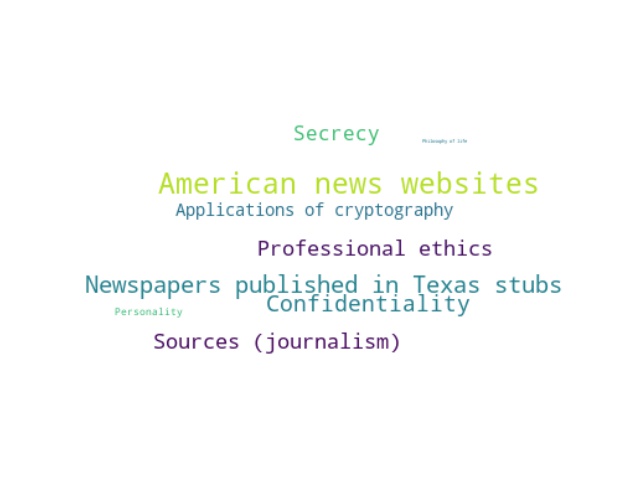 Secrecy
Philosophy of life
American news websites
Applications of cryptography
Professional ethics
Newspapers published in Texas stubs
Confidentiality
Personality
Sources (journalism)